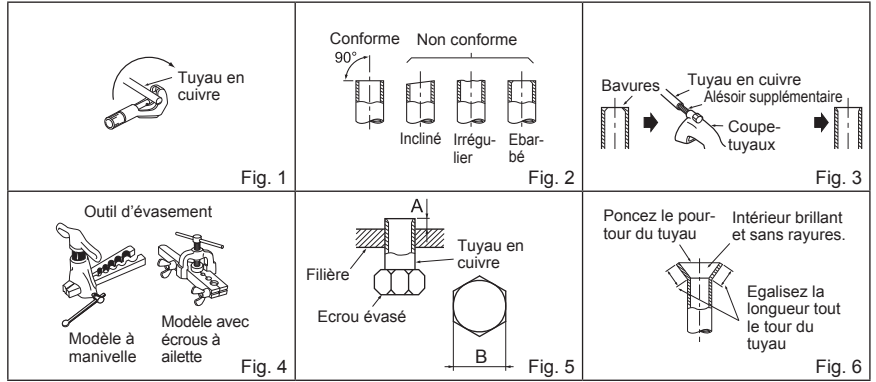 Tuyau en
cuivre
Fig. 1
Conforme
Non conforme
90°
Incliné
Irrégu-
lier
Ebar-
bé
Fig. 2
Bavures
Tuyau en cuivre
Alésoir supplémentaire
Coupe-
tuyaux
Fig. 3
Outil d'évasement
Modèle à
manivelle
Modèle avec
écrous à
ailette
Fig. 4
A
Tuyau en
cuivre
Filière
Ecrou évasé
B
Fig. 5
Poncez le pour-
tour du tuyau
Intérieur brillant
et sans rayures.
Egalisez la
longueur tout
le tour du
tuyau
Fig. 6